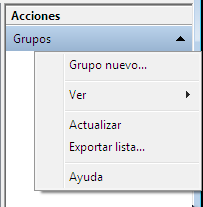 Acciones
Grupos
Grupo nuevo...
Ver
Actualizar
Exportar lista...
Ayuda